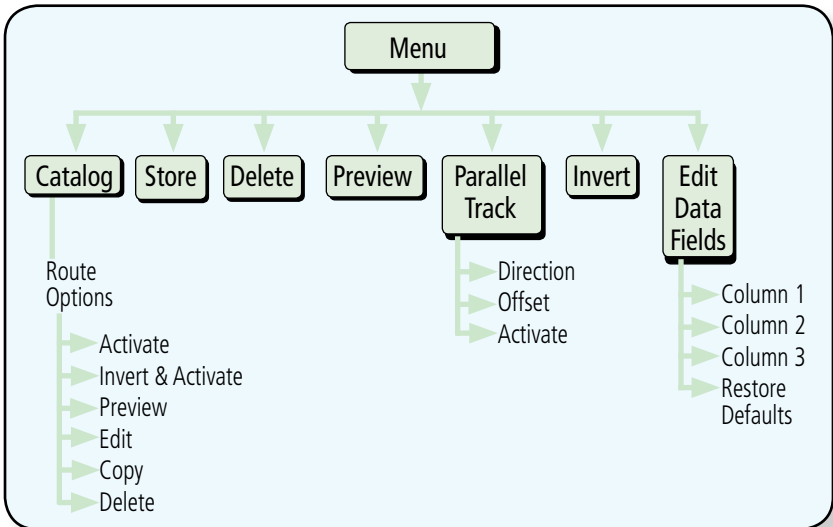 Menu
Catalog
Store
Delete
Preview
Parallel
Track
Invert
Edit
Data
Fields
Route
Options
Activate
Invert & Activate
Preview
Edit
Copy
Delete
Direction
Offset
Activate
Column 1
Column 2
Column 3
Restore
Defaults